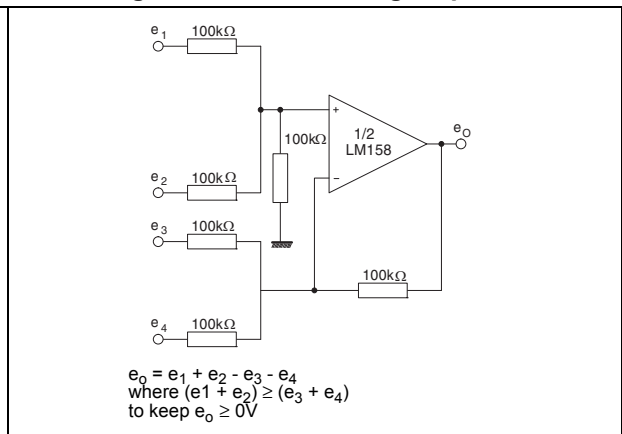 e1
100kΩ
+
1/2
LM158
100kΩ
eO
e2
100kΩ
−
e3
100kΩ
100kΩ
e4
100kΩ
eo = e1 + e2 - e3 - e4
where (e1 + e2) ≥ (e3 + e4)
to keep eo ≥ 0V